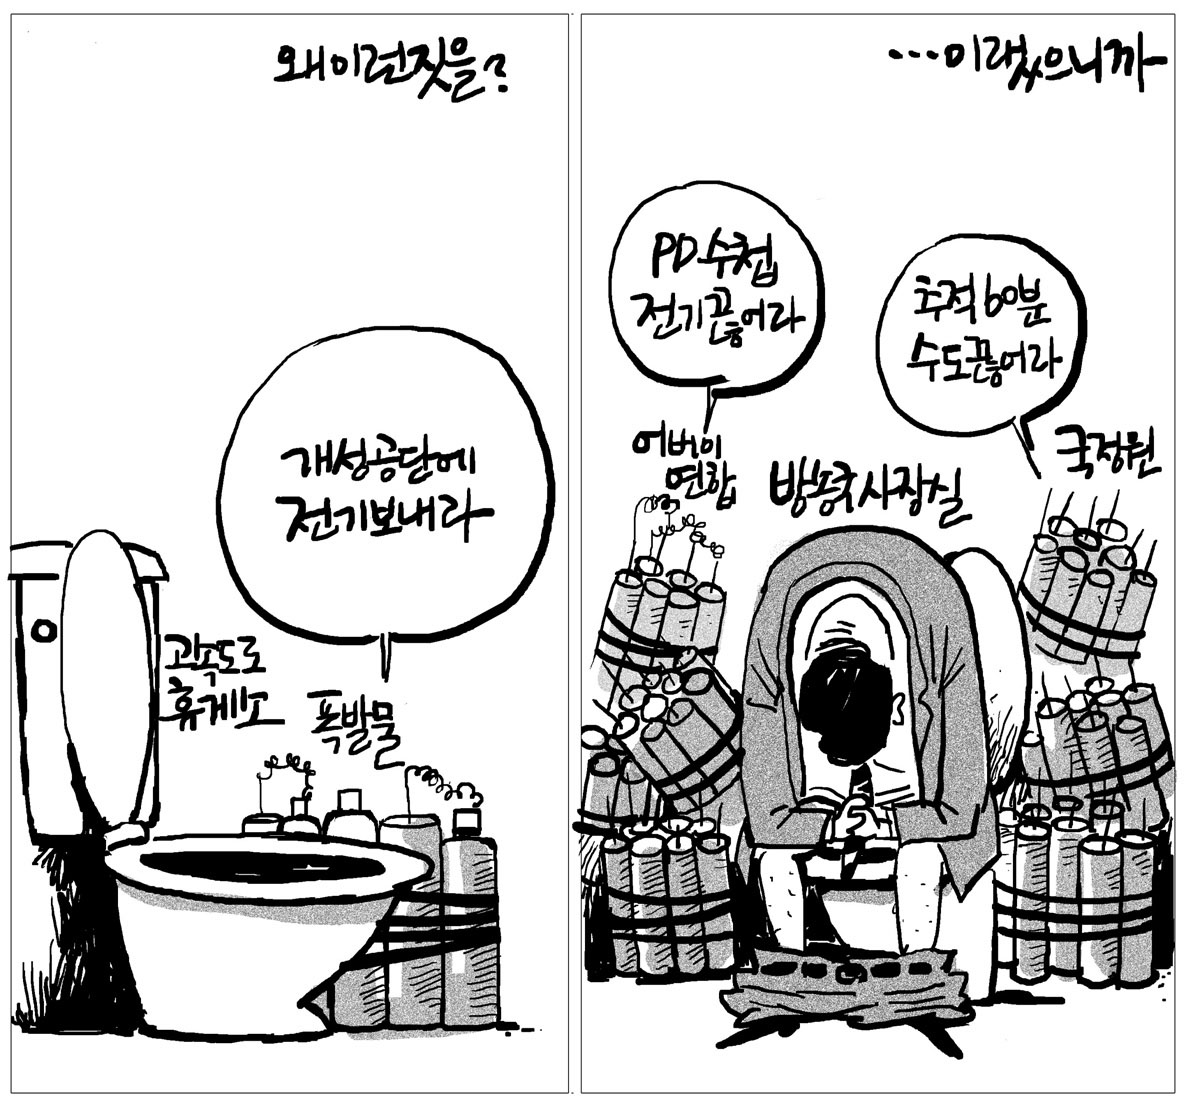 왜이런짓을?
개성공단에
전기보내라
고속도로
휴게소
폭발물
…이랬으니까
PD수첩
전기끊어라
추적60분
수도끊어라
어버이
연합
방송국사장실
국정원